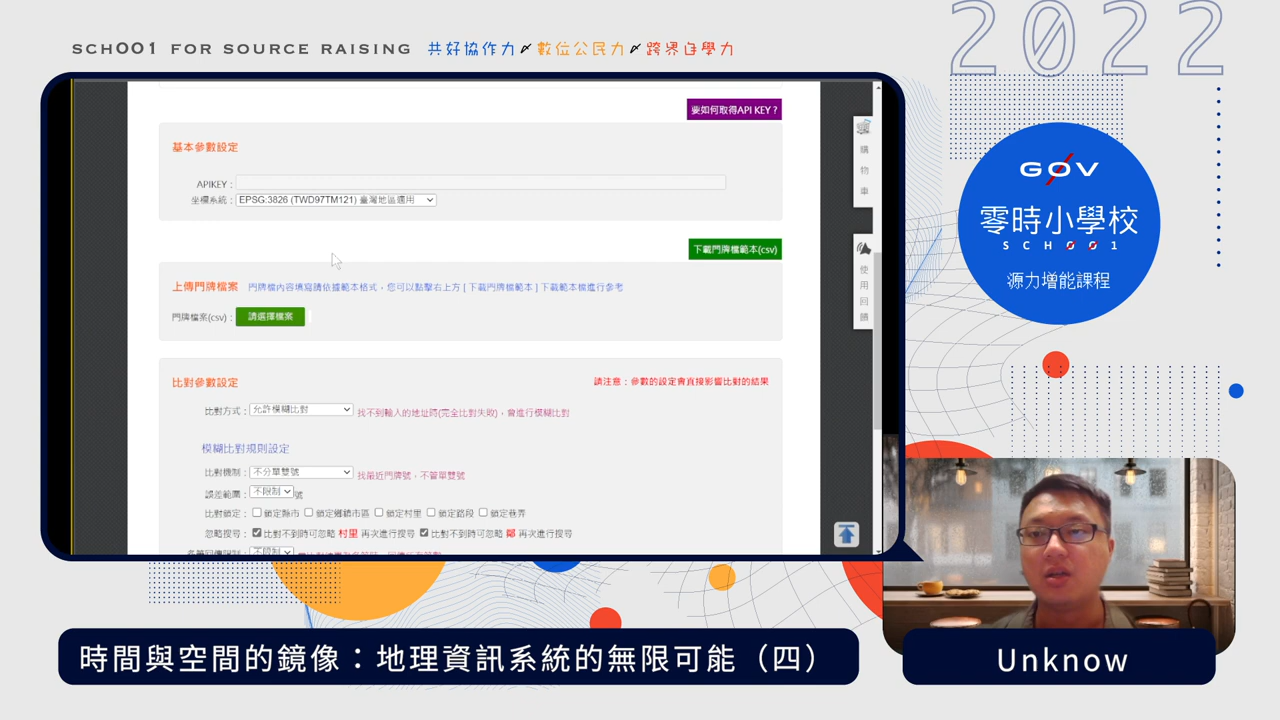 SCHOO1 FOR SOURCE RAISING 共好協作力 數位公民力 跨界自學力
2022
要如何取得API KEY ?
基本參數設定
APIKEY :
坐標系統 : EPSG:3826 (TWD97TM121) 臺灣地區適用
下載門牌檔範本(csv)
上傳門牌檔案 門牌檔內容填寫請依據範本格式，您可以點擊右上方 [ 下載門牌檔範本 ] 下載範本檔進行參考
門牌檔案(csv) : 請選擇檔案
比對參數設定 請注意：參數的設定會直接影響比對的結果
比對方式 : 允許模糊比對 找不到輸入的地址時(完全比對失敗)，會進行模糊比對
模糊比對規則設定
比對機制 : 不分單雙號 找最近門牌號，不管單雙號
誤差範圍 : 不限制 號
比對鎖定 : 鎖定縣市 鎖定鄉鎮市區 鎖定村里 鎖定路段 鎖定巷弄
忽略搜尋 : 比對不到時可忽略 村里 再次進行搜尋 比對不到時可忽略 鄰 再次進行搜尋
購物車
使用回饋
G0V
零時小學校
SCHOO1
源力增能課程
時間與空間的鏡像：地理資訊系統的無限可能（四）
Unknow